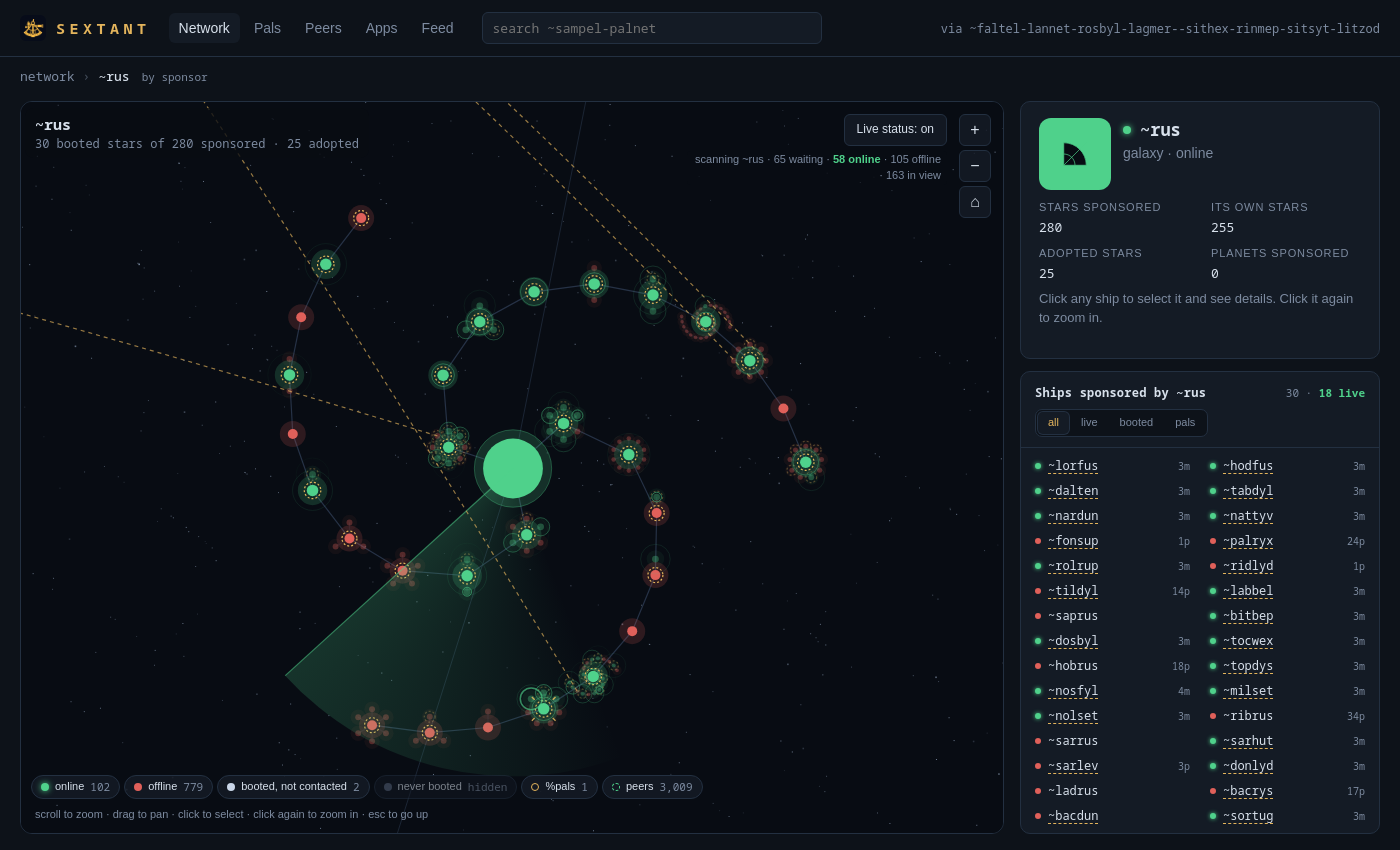 SEXTANT Network Pals Peers Apps Feed search ~sampel-palnet via ~faltel-lannet-rosbyl-lagmer--sithex-rinmep-sitsyt-litzod
network › ~rus by sponsor
~rus
30 booted stars of 280 sponsored · 25 adopted
Live status: on
+
scanning ~rus · 65 waiting · 58 online · 105 offline
· 163 in view
−
⌂
online 102 offline 779 booted, not contacted 2 never booted hidden %pals 1 peers 3,009
scroll to zoom · drag to pan · click to select · click again to zoom in · esc to go up
~rus
galaxy · online
STARS SPONSORED ITS OWN STARS
280 255
ADOPTED STARS PLANETS SPONSORED
25 0
Click any ship to select it and see details. Click it again
to zoom in.
Ships sponsored by ~rus 30 · 18 live
all live booted pals
~lorfus 3m ~hodfus 3m
~dalten 3m ~tabdyl 3m
~nardun 3m ~nattyv 3m
~fonsup 1p ~palryx 24p
~rolrup 3m ~ridlyd 1p
~tildyl 14p ~labbel 3m
~saprus ~bitbep 3m
~dosbyl 3m ~tocwex 3m
~hobrus 18p ~topdys 3m
~nosfyl 4m ~milset 3m
~nolset 3m ~ribrus 34p
~sarrus ~sarhut 3m
~sarlev 3p ~donlyd 3m
~ladrus ~bacrys 17p
~bacdun ~sortug 3m